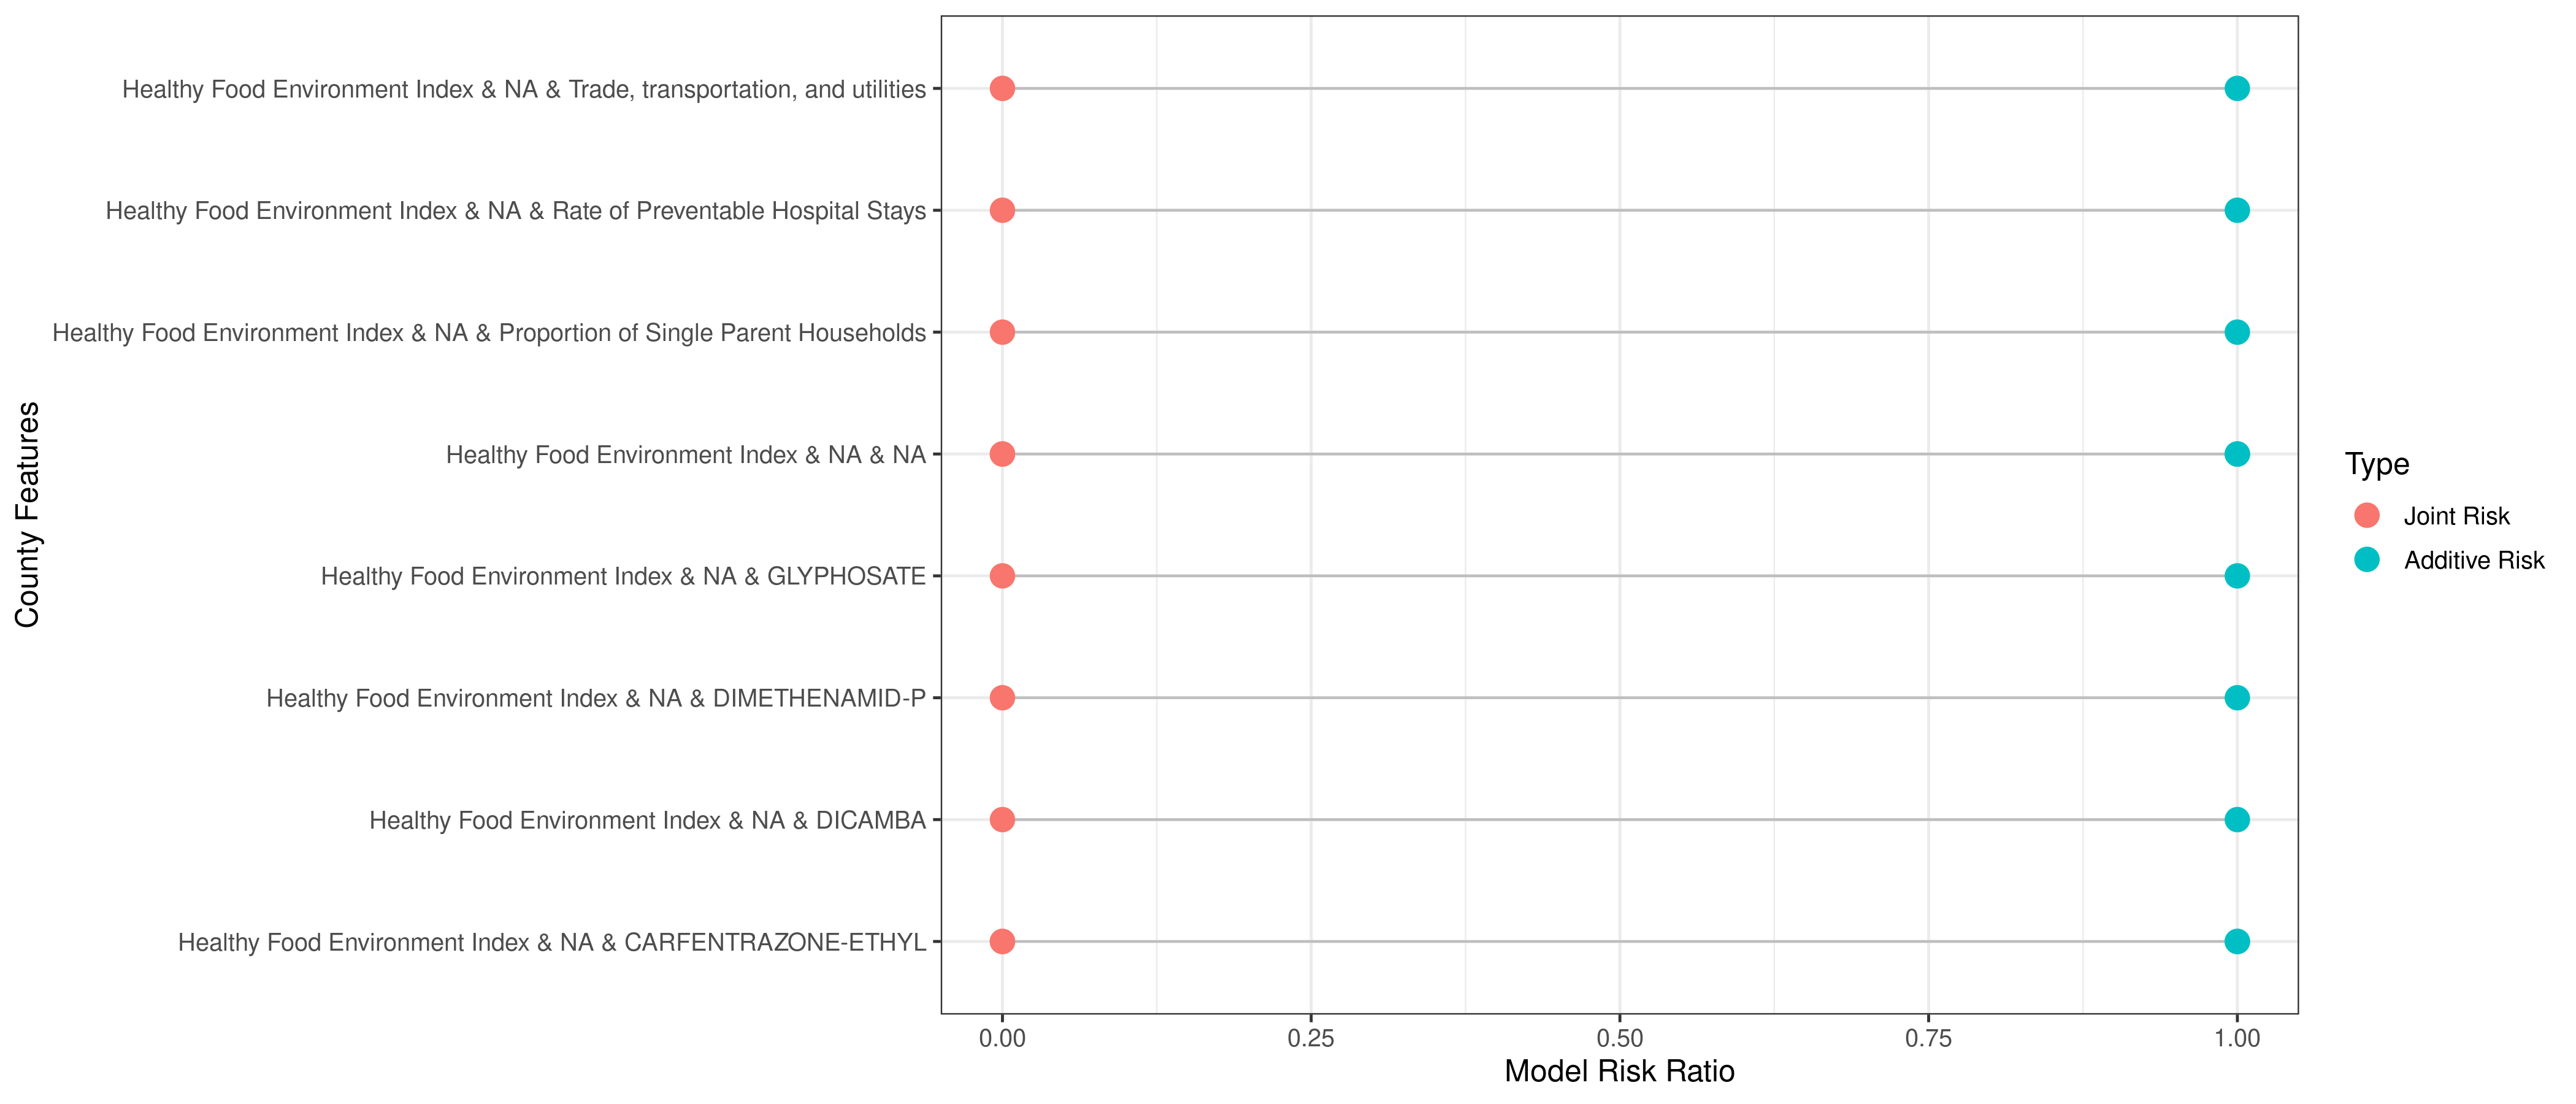 Healthy Food Environment Index & NA & Trade, transportation, and utilities
Healthy Food Environment Index & NA & Rate of Preventable Hospital Stays
Healthy Food Environment Index & NA & Proportion of Single Parent Households
Healthy Food Environment Index & NA & NA
Healthy Food Environment Index & NA & GLYPHOSATE
Healthy Food Environment Index & NA & DIMETHENAMID-P
Healthy Food Environment Index & NA & DICAMBA
Healthy Food Environment Index & NA & CARFENTRAZONE-ETHYL
County Features
0.00 0.25 0.50 0.75 1.00
Model Risk Ratio
Type
Joint Risk
Additive Risk